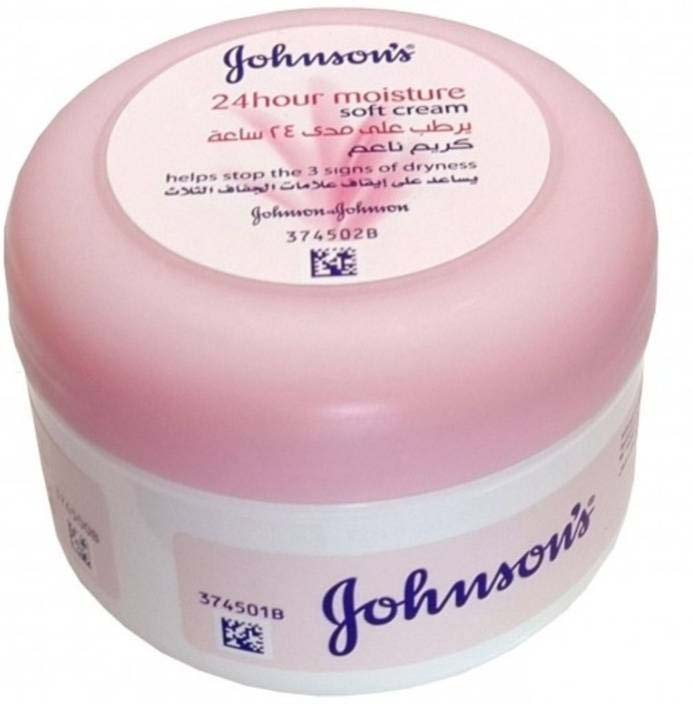 Johnson's®
24hour moisture
soft cream
يرطب على مدى ٢٤ ساعة
كريم ناعم
helps stop the 3 signs of dryness
يساعد على إيقاف علامات الجفاف الثلاث
Johnson & Johnson
374502B
374501B
Johnson's®